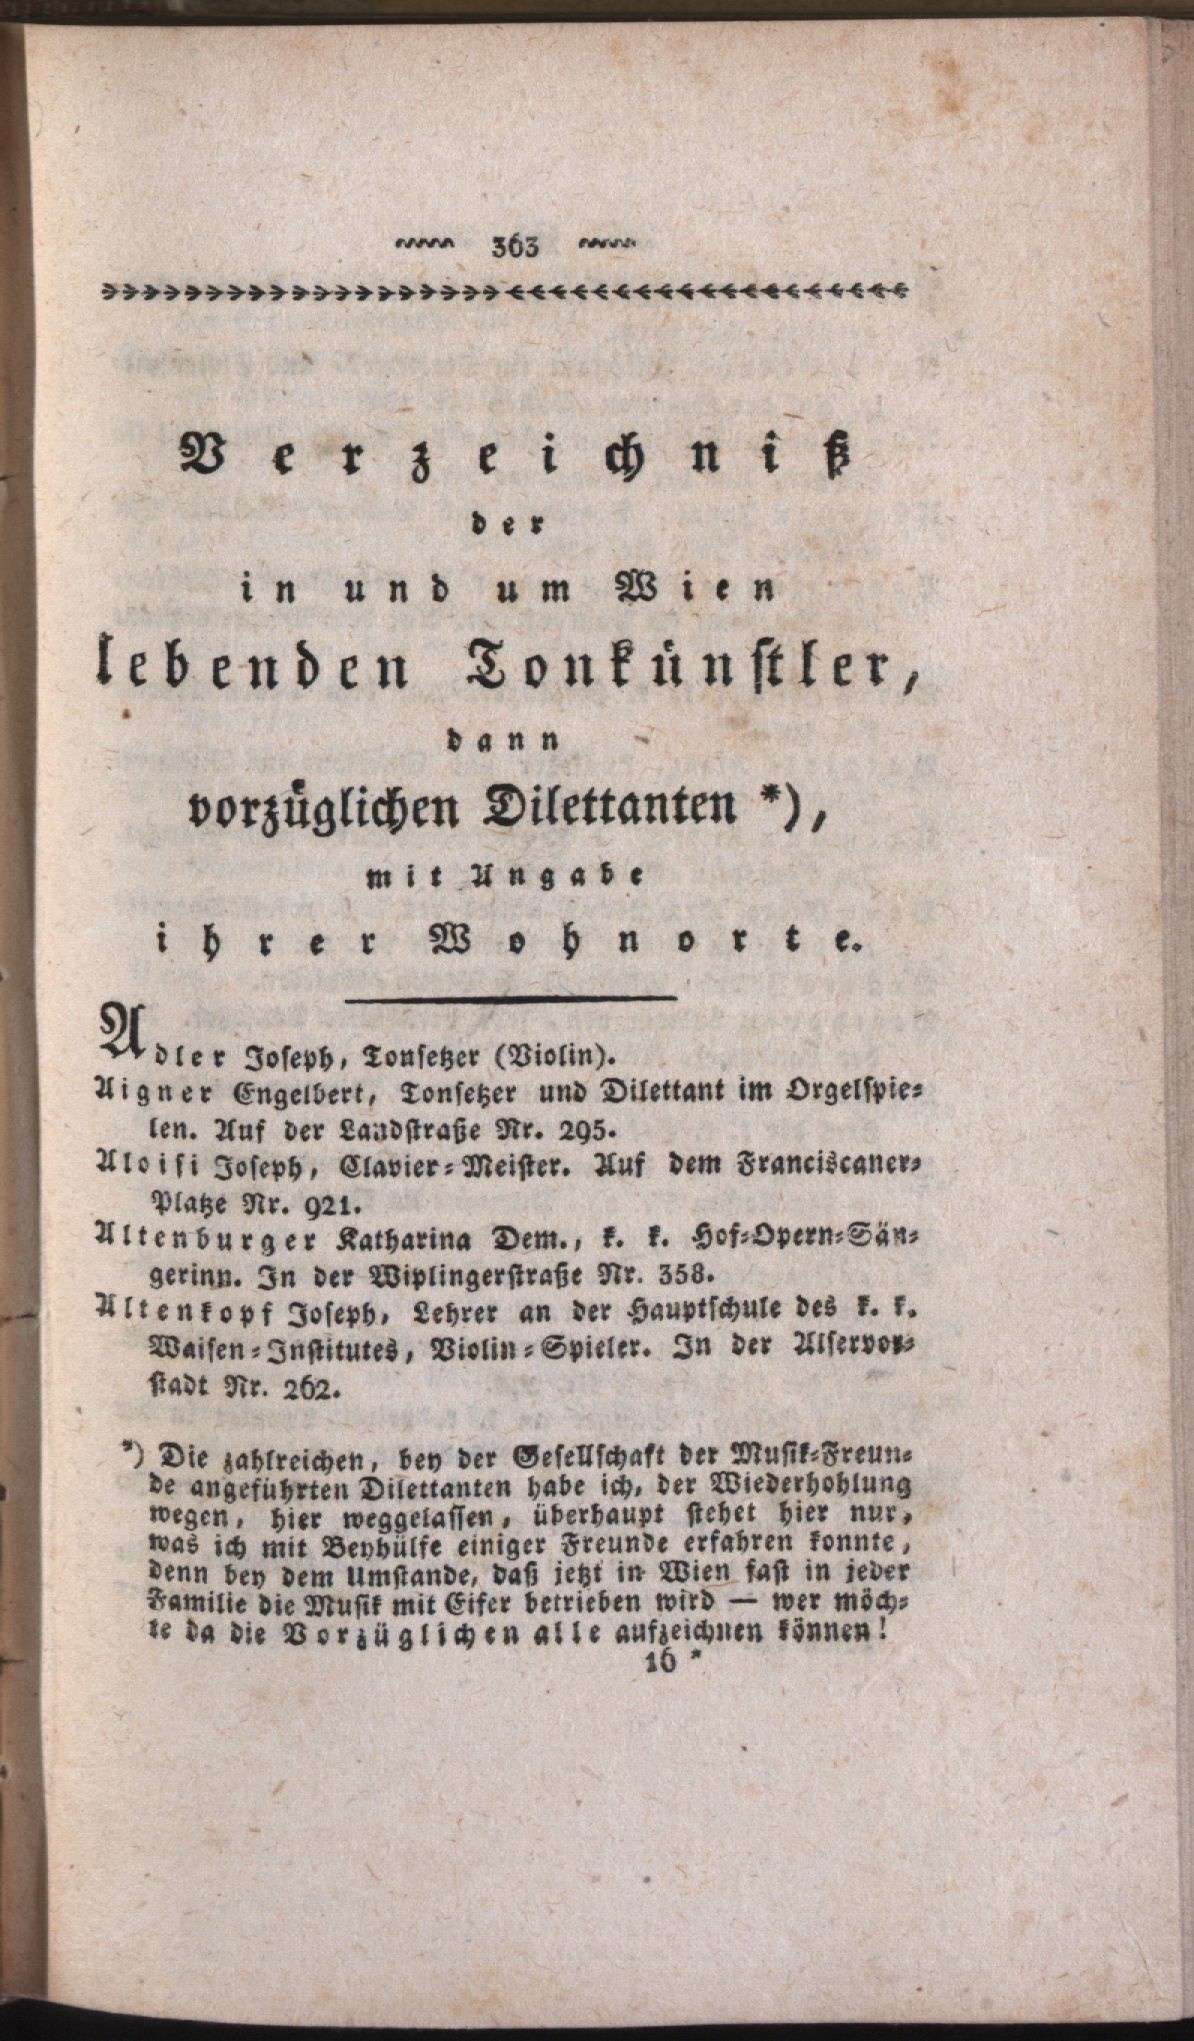 363
Verzeichniß
der
in und um Wien
lebenden Tonkünstler,
dann
vorzüglichen Dilettanten *),
mit Angabe
ihrer Wohnorte.
Adler Joseph, Tonsetzer (Violin).
Aigner Engelbert, Tonsetzer und Dilettant im Orgelspie-
len. Auf der Landstraße Nr. 295.
Aloisi Joseph, Clavier-Meister. Auf dem Franciscaner-
Platze Nr. 921.
Altenburger Katharina Dem., k. k. Hof-Opern-Sän-
gerinn. In der Wiplingerstraße Nr. 358.
Altenkopf Joseph, Lehrer an der Hauptschule des k. k.
Waisen-Institutes, Violin-Spieler. In der Alservor-
stadt Nr. 262.
*) Die zahlreichen, bey der Gesellschaft der Musik-Freun-
de angeführten Dilettanten habe ich, der Wiederhohlung
wegen, hier weggelassen, überhaupt stehet hier nur,
was ich mit Beyhülfe einiger Freunde erfahren konnte,
denn bey dem Umstande, daß jetzt in Wien fast in jeder
Familie die Musik mit Eifer betrieben wird — wer möch-
te da die Vorzüglichen alle aufzeichnen können!
16 *